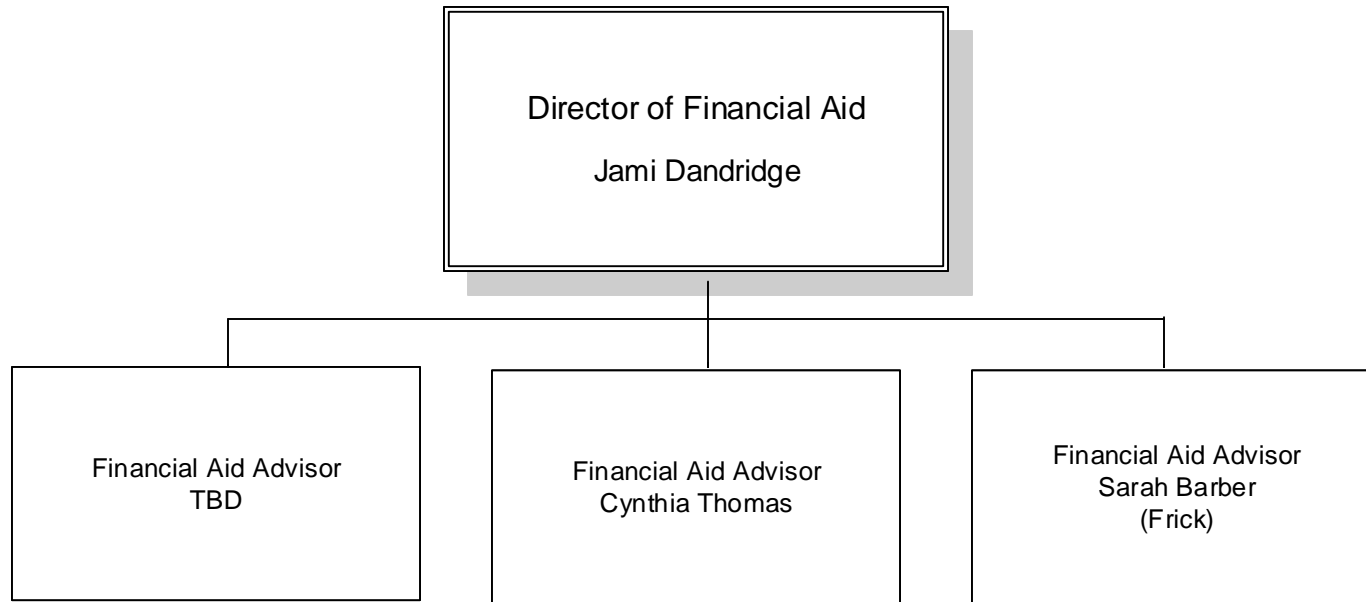 Director of Financial Aid
Jami Dandridge
Financial Aid Advisor
TBD
Financial Aid Advisor
Cynthia Thomas
Financial Aid Advisor
Sarah Barber
(Frick)